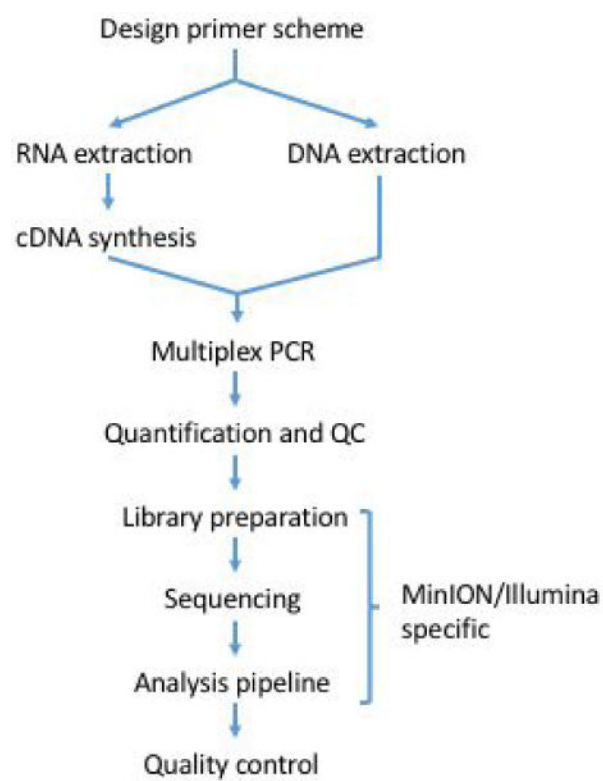 Design primer scheme
RNA extraction
DNA extraction
cDNA synthesis
Multiplex PCR
Quantification and QC
Library preparation
Sequencing
MinION/Illumina
specific
Analysis pipeline
Quality control